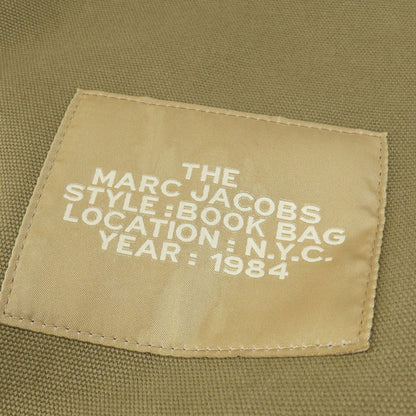 THE
MARC JACOBS
STYLE : BOOK BAG
LOCATION : N.Y.C.
YEAR : 1984